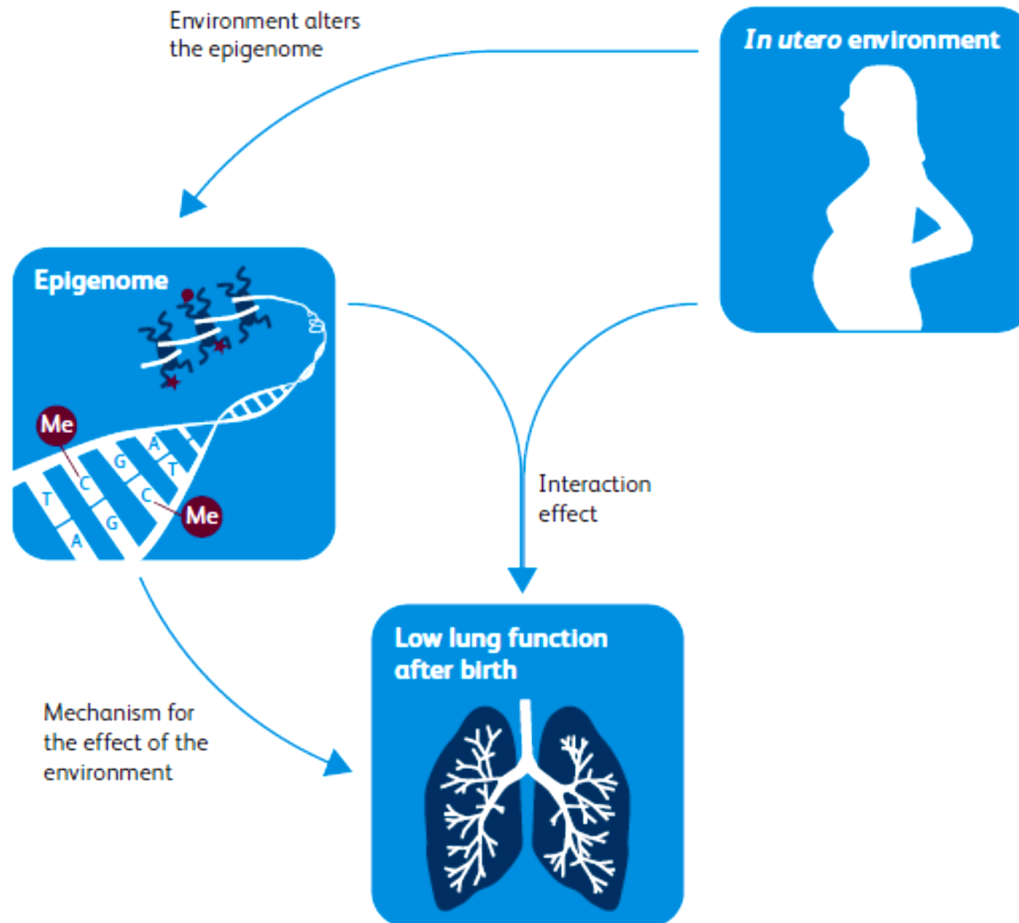 Environment alters
the epigenome
In utero environment
Epigenome
Me
C
G
A
T
T
C
Me
G
A
Interaction
effect
Low lung function
after birth
Mechanism for
the effect of the
environment